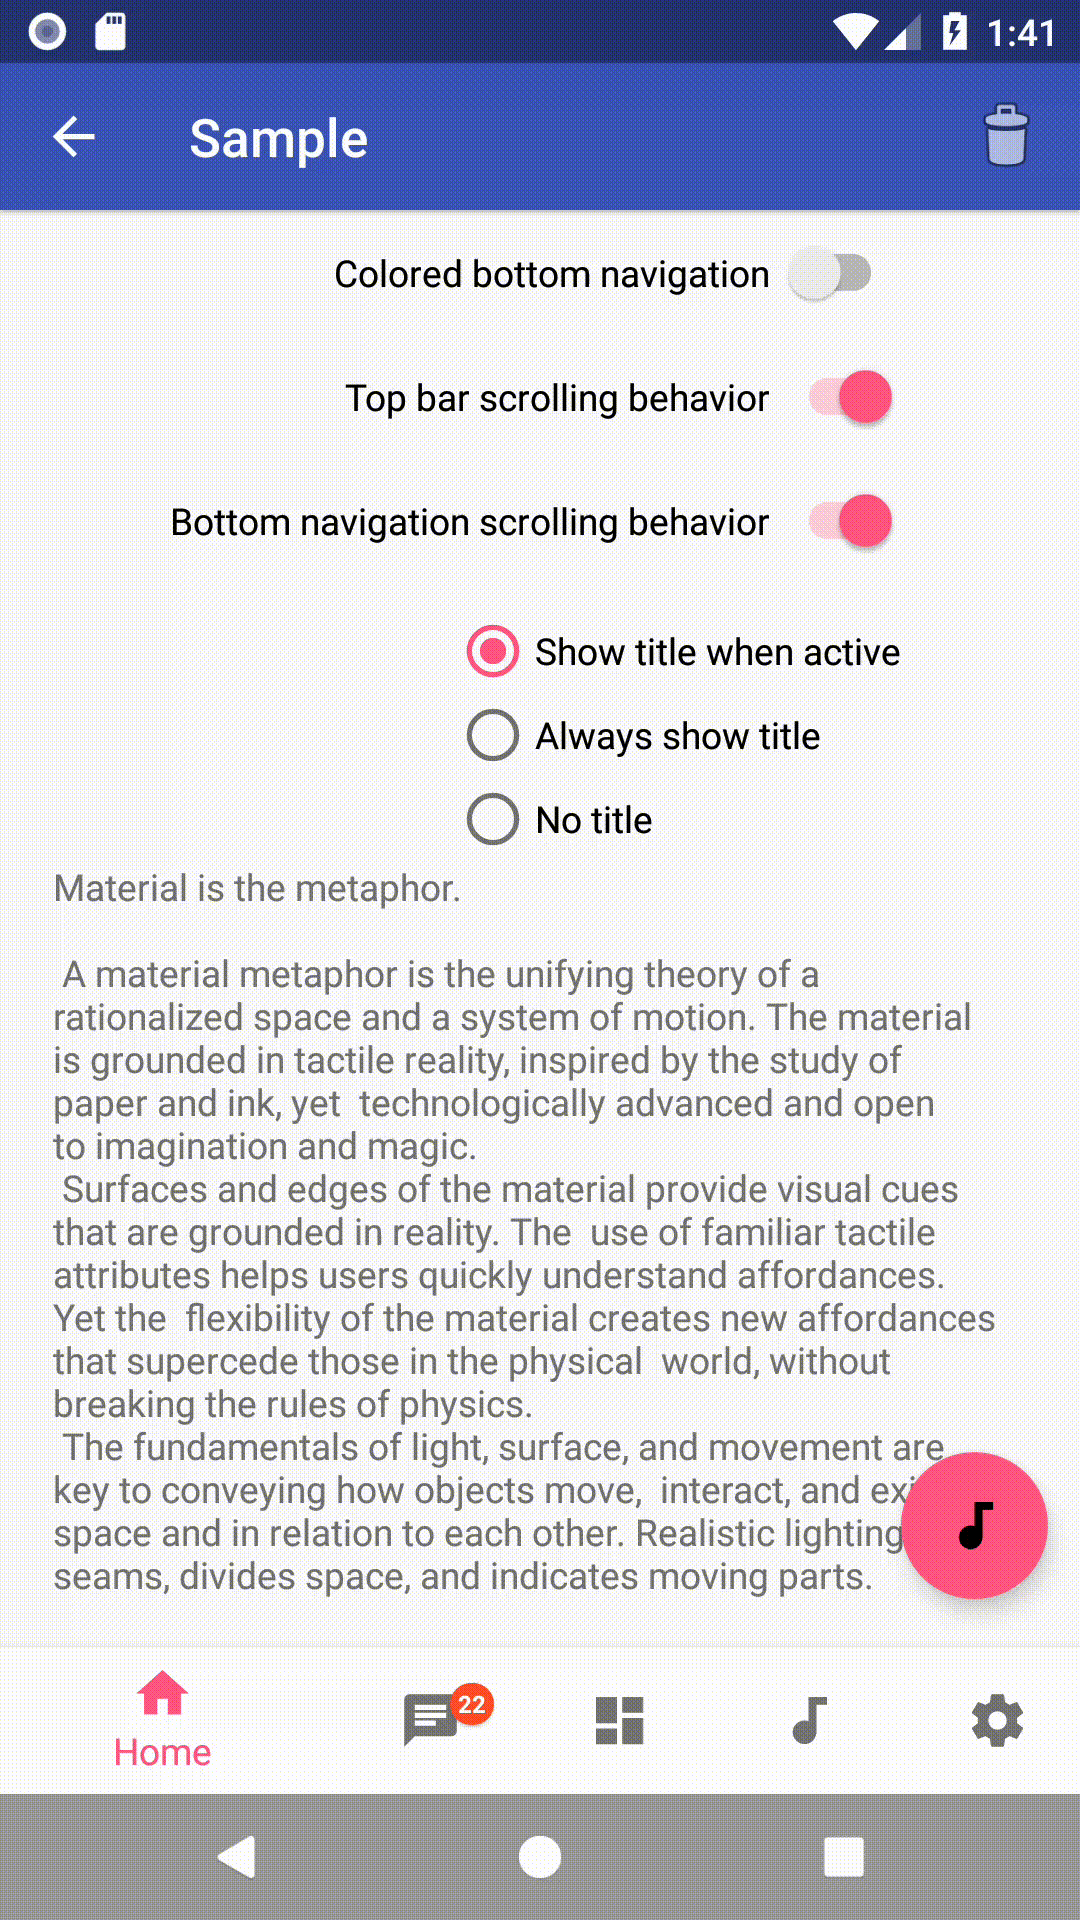 1:41
Sample
Colored bottom navigation
Top bar scrolling behavior
Bottom navigation scrolling behavior
Show title when active
Always show title
No title
Material is the metaphor.
A material metaphor is the unifying theory of a
rationalized space and a system of motion. The material
is grounded in tactile reality, inspired by the study of
paper and ink, yet  technologically advanced and open
to imagination and magic.
Surfaces and edges of the material provide visual cues
that are grounded in reality. The  use of familiar tactile
attributes helps users quickly understand affordances.
Yet the  flexibility of the material creates new affordances
that supercede those in the physical  world, without
breaking the rules of physics.
The fundamentals of light, surface, and movement are
key to conveying how objects move,  interact, and
space and in relation to each other. Realistic lighting
seams, divides space, and indicates moving parts.
22
Home